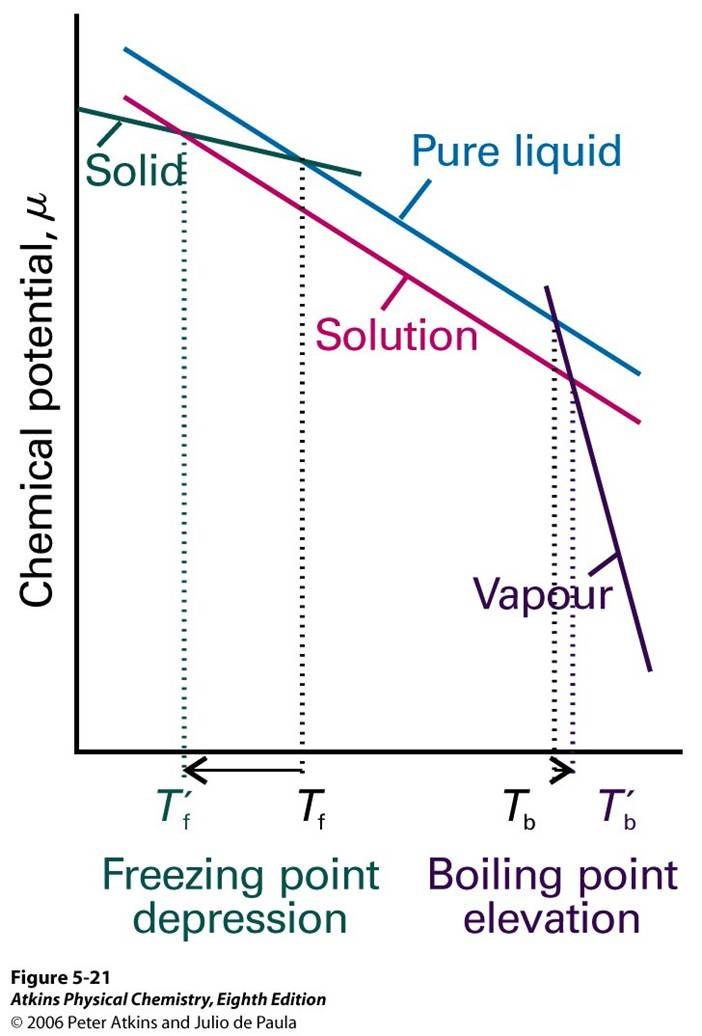 Chemical potential, μ
Solid
Pure liquid
Solution
Vapour
T′f
Tf
Tb
T′b
Freezing point
depression
Boiling point
elevation
Figure 5-21
Atkins Physical Chemistry, Eighth Edition
© 2006 Peter Atkins and Julio de Paula